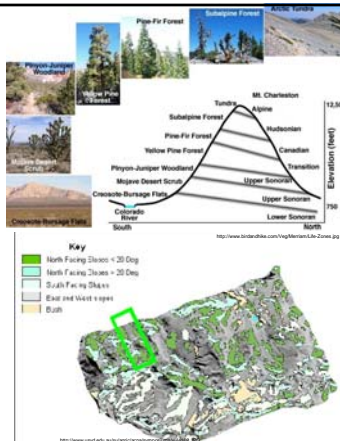 Arctic Tundra
Subalpine Forest
Pine-Fir Forest
Pinyon-Juniper
Woodland
Yellow Pine
Forest
Mojave Desert
Scrub
Creosote-Bursage Flats
Mt. Charleston
Tundra
Alpine
12,50
Subalpine Forest
Hudsonian
Pine-Fir Forest
Canadian
Yellow Pine Forest
Transition
Pinyon-Juniper Woodland
Upper Sonoran
Mojave Desert Scrub
Creosote-Bursage Flats
Upper Sonoran
Colorado
River
Lower Sonoran
750
South
North
Elevation (feet)
http://www.birdandhike.com/Veg/Merriam/Life-Zones.jpg
Key
North Facing Slopes < 20 Deg
North Facing Slopes > 20 Deg
South Facing Slopes
East and West slopes
Bush